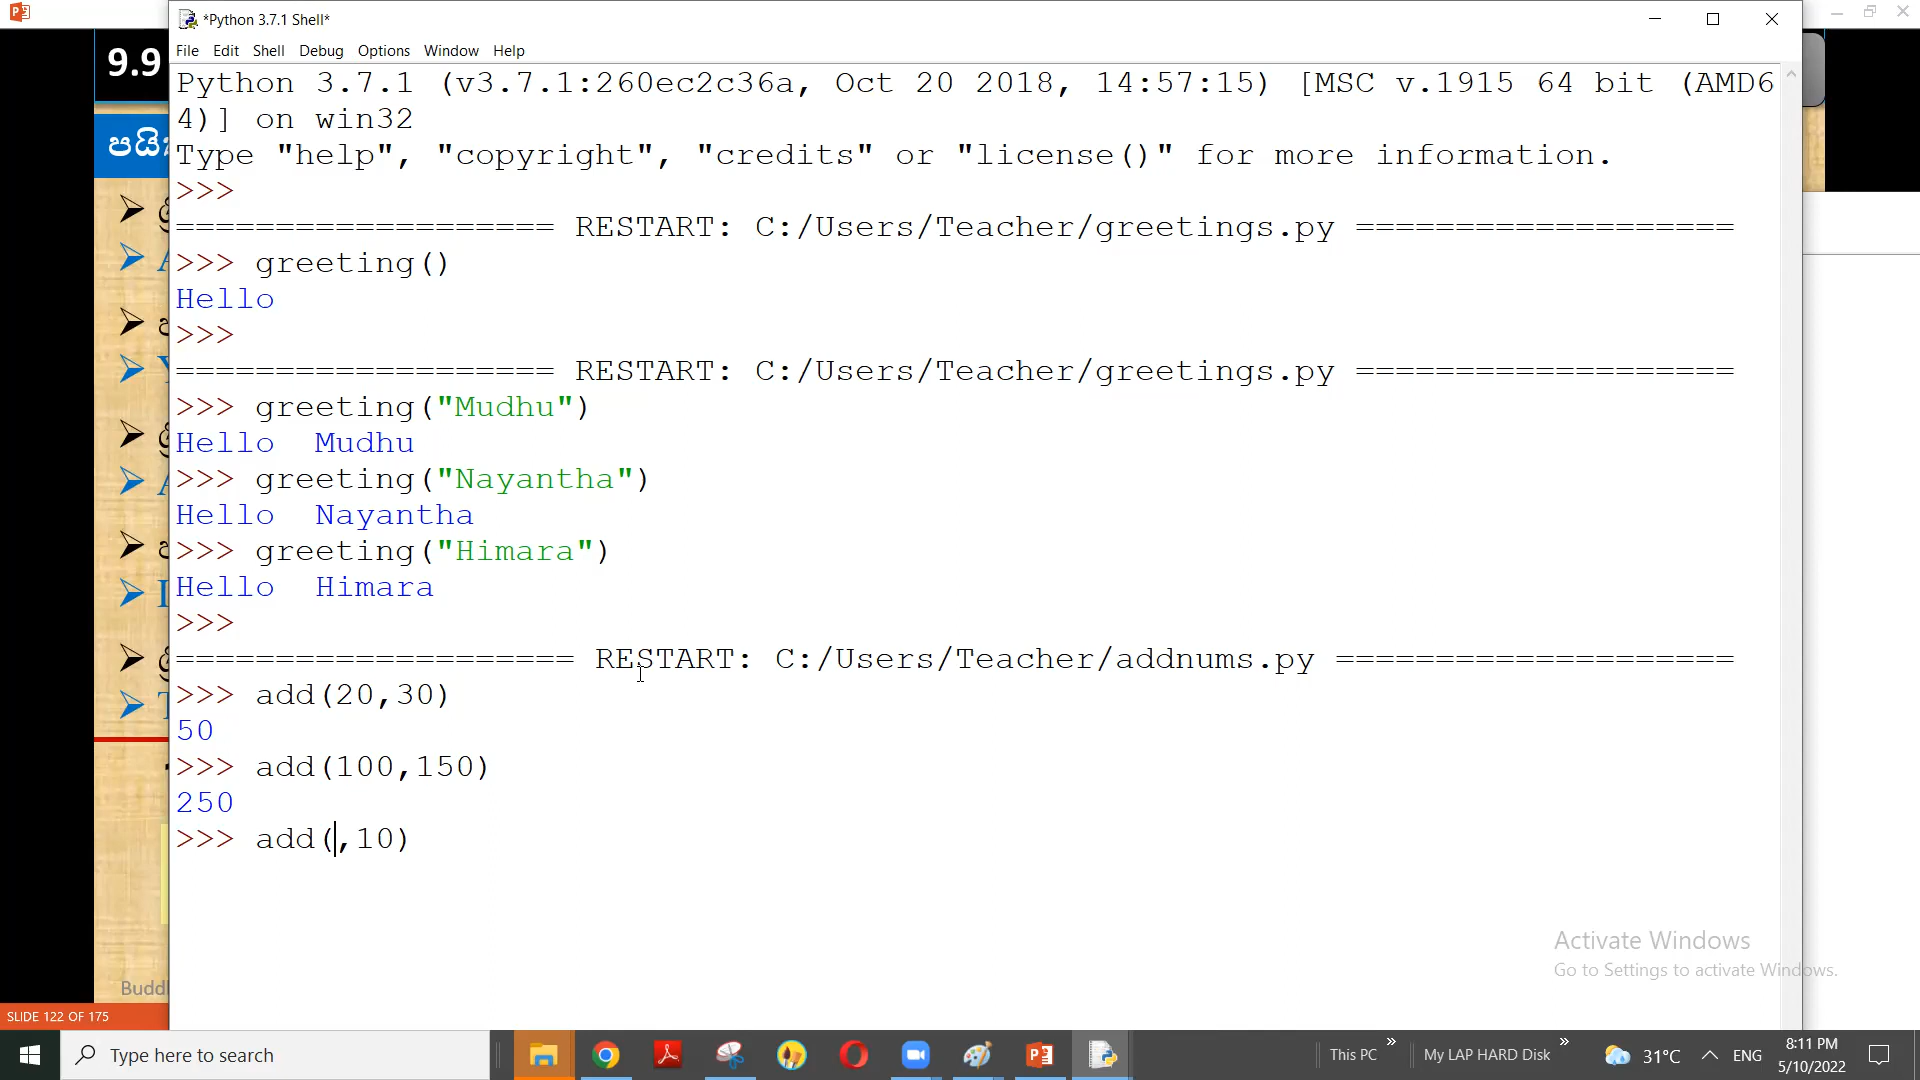 *Python 3.7.1 Shell*
File Edit Shell Debug Options Window Help
9.9
Python 3.7.1 (v3.7.1:260ec2c36a, Oct 20 2018, 14:57:15) [MSC v.1915 64 bit (AMD6
4)] on win32
Type "help", "copyright", "credits" or "license()" for more information.
>>>
=================== RESTART: C:/Users/Teacher/greetings.py ===================
>>> greeting()
Hello
>>>
=================== RESTART: C:/Users/Teacher/greetings.py ===================
>>> greeting("Mudhu")
Hello  Mudhu
>>> greeting("Nayantha")
Hello  Nayantha
>>> greeting("Himara")
Hello  Himara
>>>
==================== RESTART: C:/Users/Teacher/addnums.py ====================
>>> add(20,30)
50
>>> add(100,150)
250
>>> add(,10)
Activate Windows
Go to Settings to activate Windows.
SLIDE 122 OF 175
Type here to search
This PC
My LAP HARD Disk
31°C
ENG
8:11 PM
5/10/2022